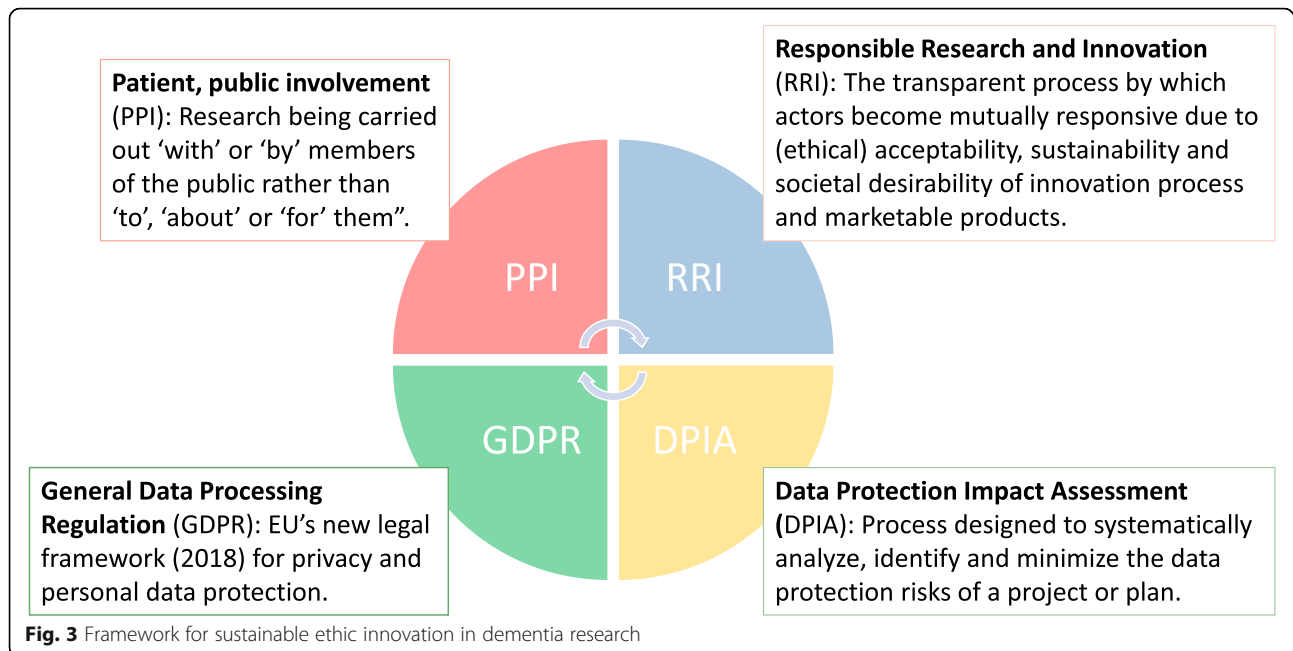 Patient, public involvement
(PPI): Research being carried
out ‘with’ or ‘by’ members
of the public rather than
‘to’, ‘about’ or ‘for’ them”.
Responsible Research and Innovation
(RRI): The transparent process by which
actors become mutually responsive due to
(ethical) acceptability, sustainability and
societal desirability of innovation process
and marketable products.
PPI
RRI
GDPR
DPIA
General Data Processing
Regulation (GDPR): EU’s new legal
framework (2018) for privacy and
personal data protection.
Data Protection Impact Assessment
(DPIA): Process designed to systematically
analyze, identify and minimize the data
protection risks of a project or plan.
Fig. 3 Framework for sustainable ethic innovation in dementia research